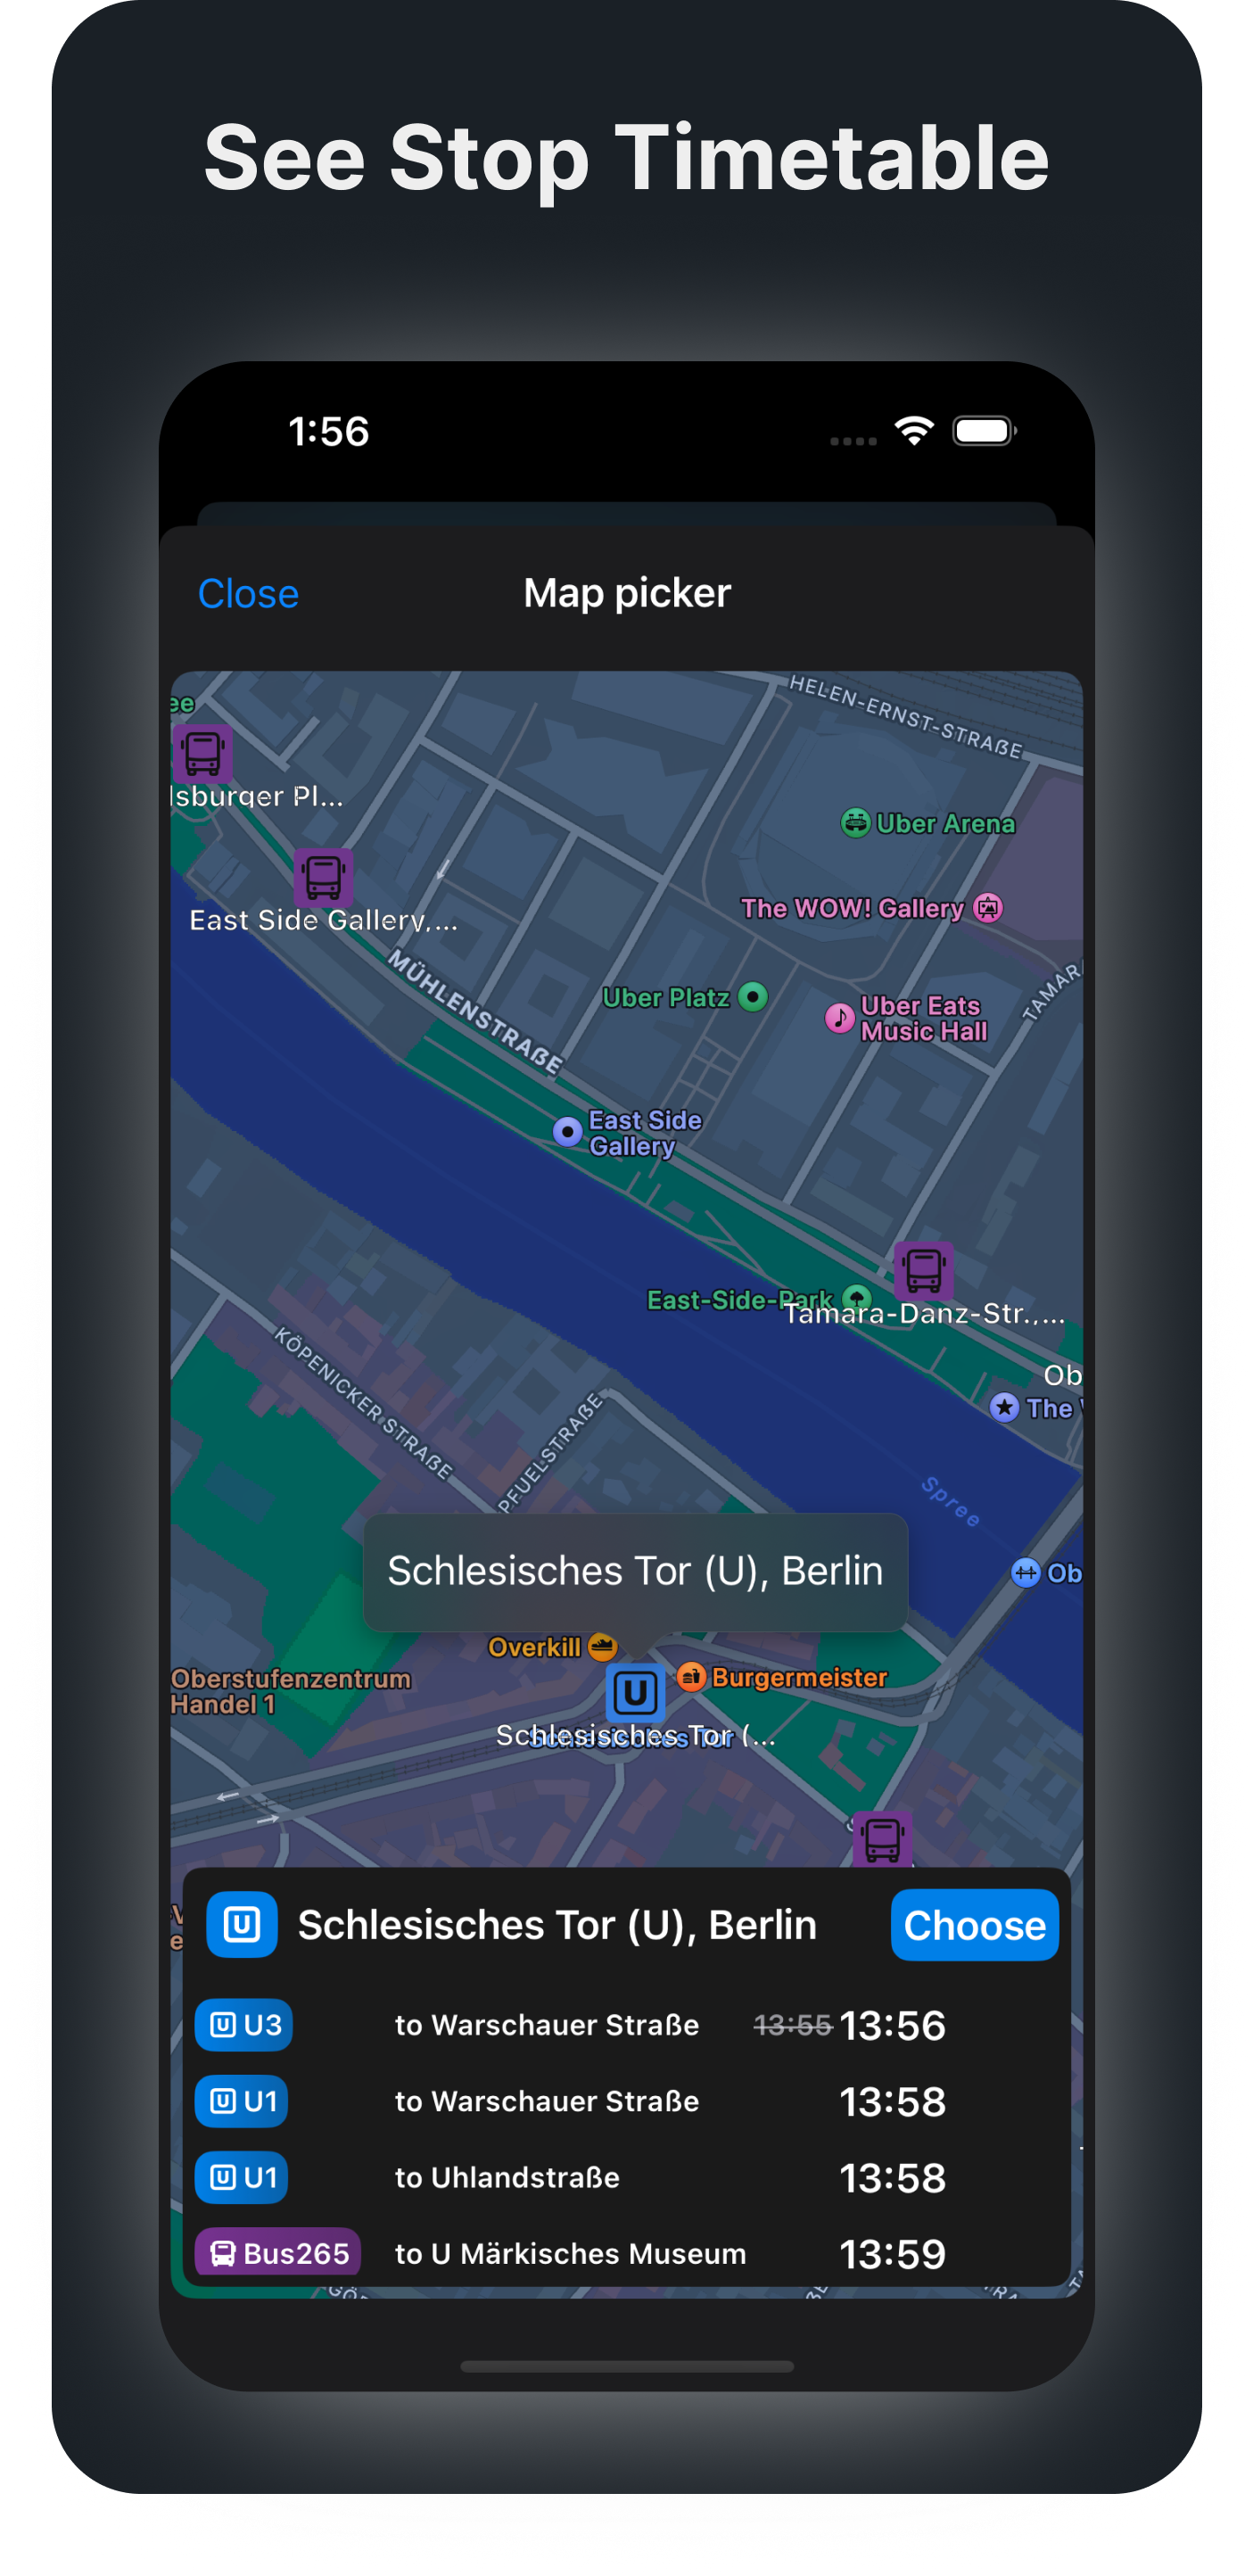 See Stop Timetable
1:56
Close
Map picker
HELEN-ERNST-STRAßE
lsburger Pl...
Uber Arena
East Side Gallery,...
The WOW! Gallery
MÜHLENSTRAßE
Uber Platz
Uber Eats
Music Hall
East Side
Gallery
East-Side-Park
Tamara-Danz-Str.,...
KÖPENICKER STRAßE
PFUELSTRAßE
Ob
The
Spree
Schlesisches Tor (U), Berlin
Ob
Overkill
Burgermeister
Oberstufenzentrum
Handel 1
U
Schlesisches Tor (...
Schlesisches Tor
U Schlesisches Tor (U), Berlin
Choose
U U3 to Warschauer Straße 13:55 13:56
U U1 to Warschauer Straße 13:58
U U1 to Uhlandstraße 13:58
Bus265 to U Märkisches Museum 13:59